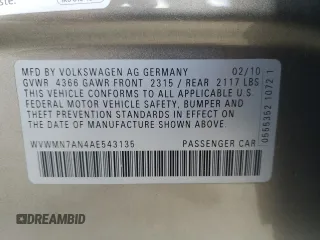 MFD. BY VOLKSWAGEN AG GERMANY 02/10
GVWR 4366 GAWR FRONT 2315 / REAR 2117 LBS
THIS VEHICLE CONFORMS TO ALL APPLICABLE U.S.
FEDERAL MOTOR VEHICLE SAFETY, BUMPER AND
THEFT PREVENTION STANDARDS IN EFFECT ON THE
DATE OF MANUFACTURE SHOWN ABOVE.
WVWMN7AN4AE543135 PASSENGER CAR
© DRIVEBIDMD